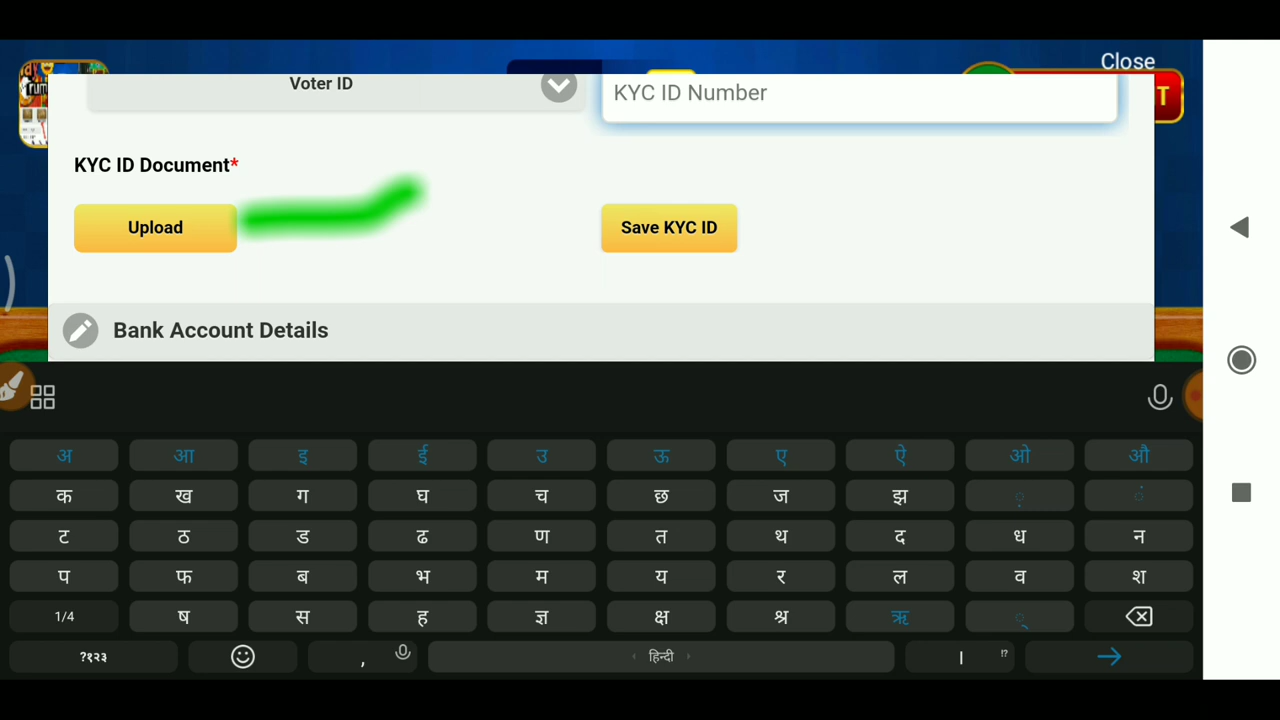 Close
Voter ID
KYC ID Number
T
KYC ID Document*
Upload
Save KYC ID
Bank Account Details
अ आ इ ई उ ऊ ए ऐ ओ औ
क ख ग घ च छ ज झ ़ ं
ट ठ ड ढ ण त थ द ध न
प फ ब भ म य र ल व श
1/4 ष स ह ज्ञ क्ष श्र ऋ ्
?१२३ , हिन्दी । !?